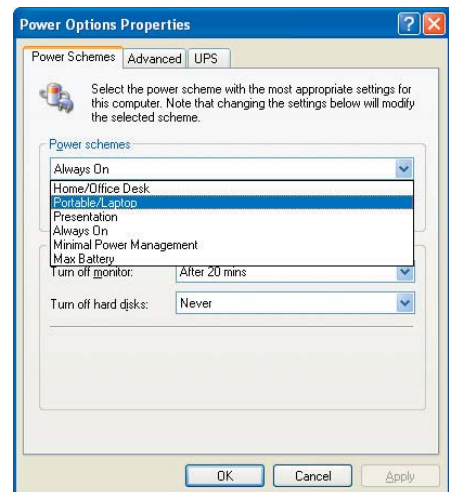 Power Options Properties
Power Schemes Advanced UPS
Select the power scheme with the most appropriate settings for
this computer. Note that changing the settings below will modify
the selected scheme.
Power schemes
Always On
Home/Office Desk
Portable/Laptop
Presentation
Always On
Minimal Power Management
Max Battery
Turn off monitor: After 20 mins
Turn off hard disks: Never
OK Cancel Apply